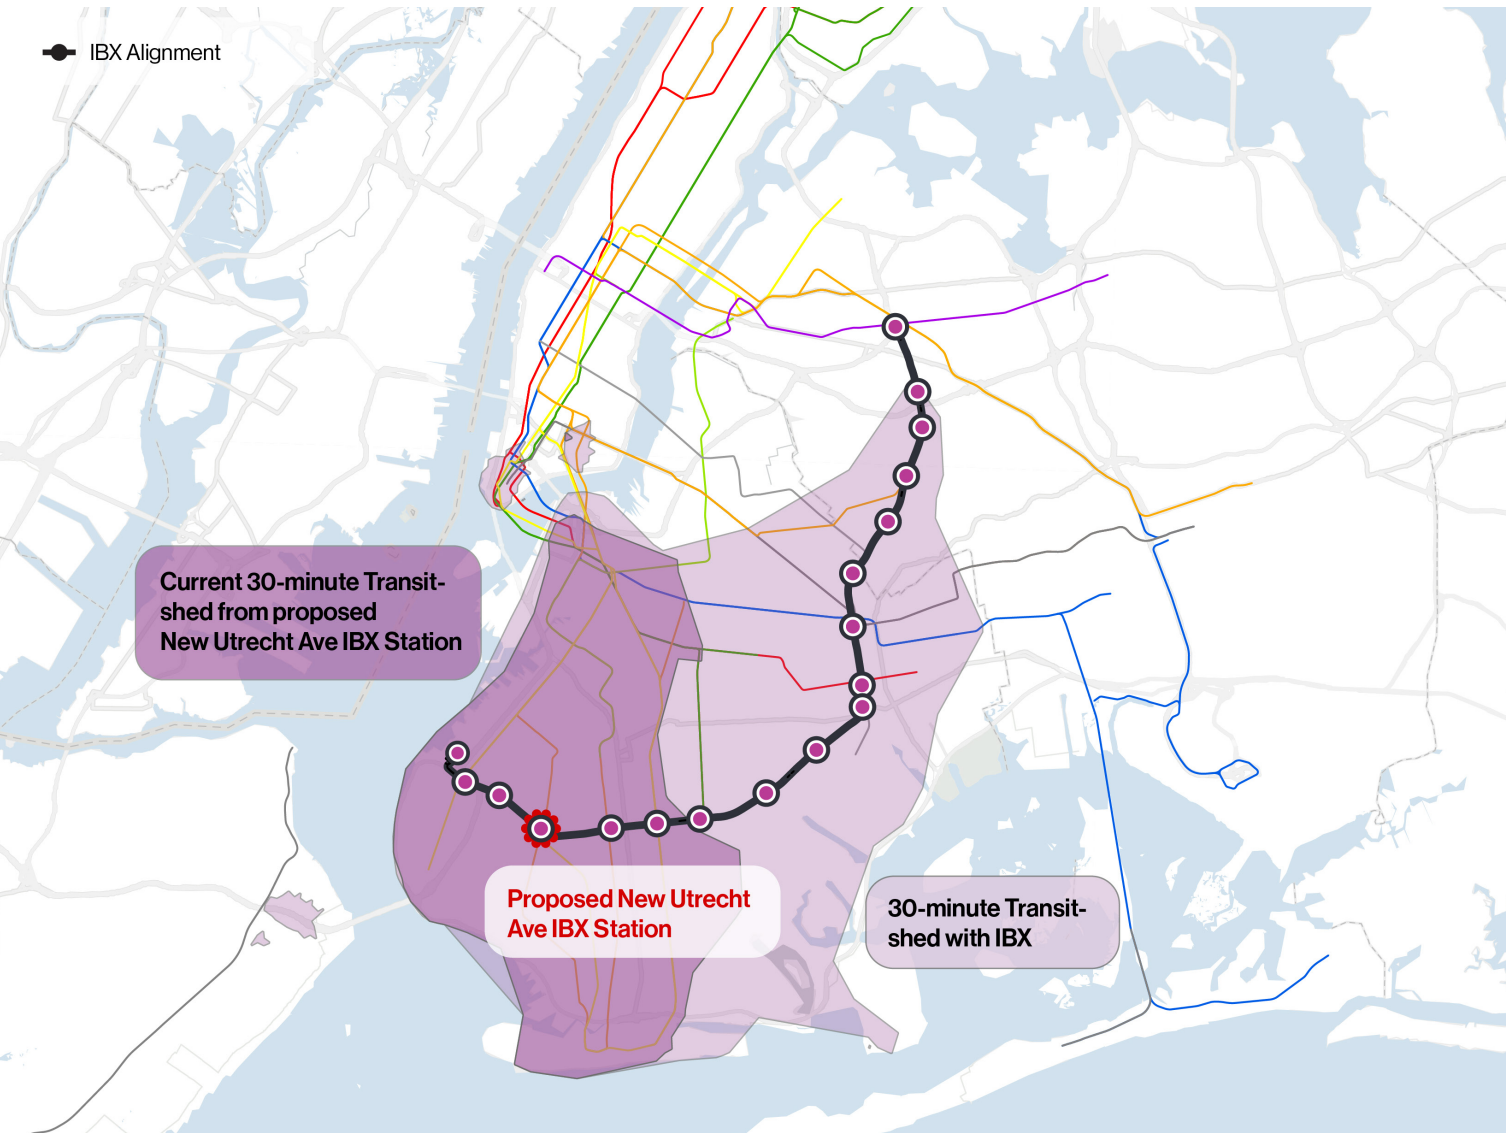 IBX Alignment
Current 30-minute Transit-
shed from proposed
New Utrecht Ave IBX Station
Proposed New Utrecht
Ave IBX Station
30-minute Transit-
shed with IBX